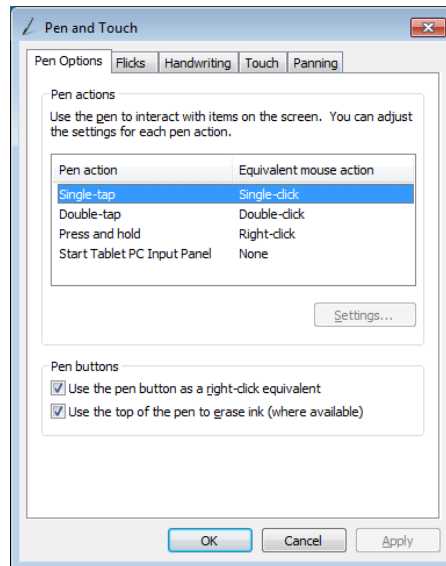 Pen and Touch
Pen Options Flicks Handwriting Touch Panning
Pen actions
Use the pen to interact with items on the screen. You can adjust
the settings for each pen action.
Pen action Equivalent mouse action
Single-tap Single-click
Double-tap Double-click
Press and hold Right-click
Start Tablet PC Input Panel None
Settings...
Pen buttons
Use the pen button as a right-click equivalent
Use the top of the pen to erase ink (where available)
OK Cancel Apply